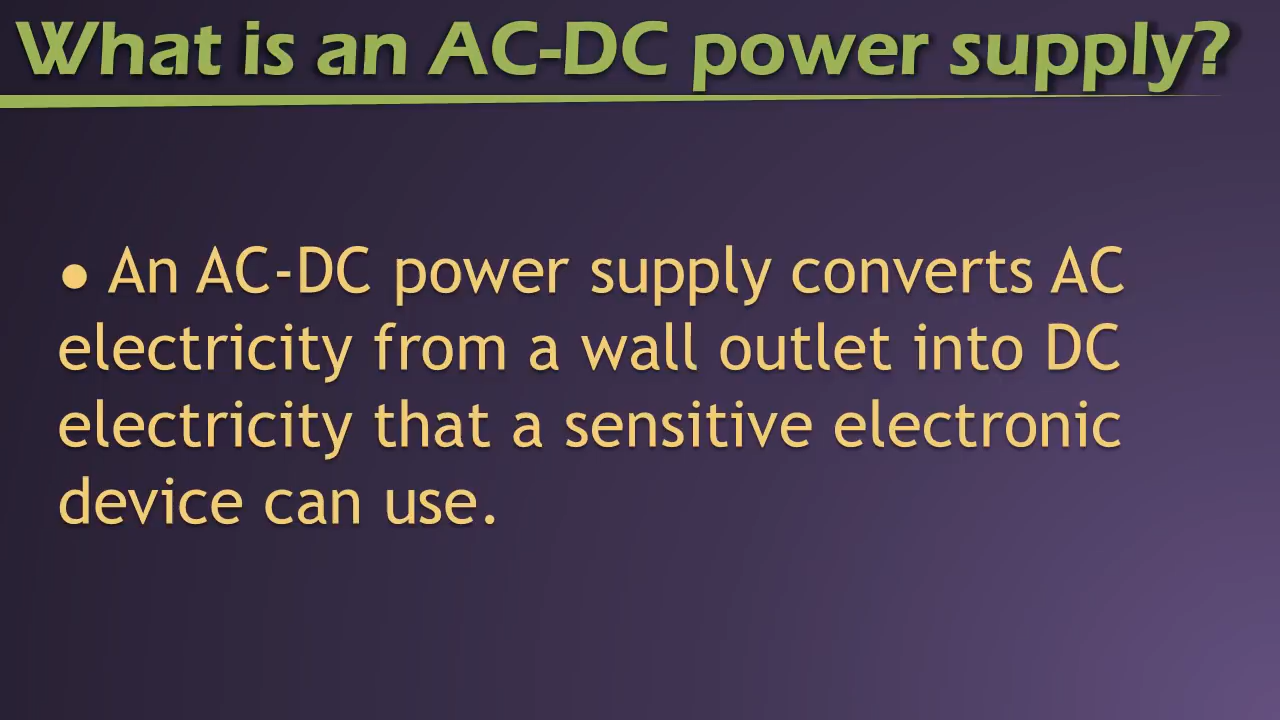 What is an AC-DC power supply?
● An AC-DC power supply converts AC
electricity from a wall outlet into DC
electricity that a sensitive electronic
device can use.